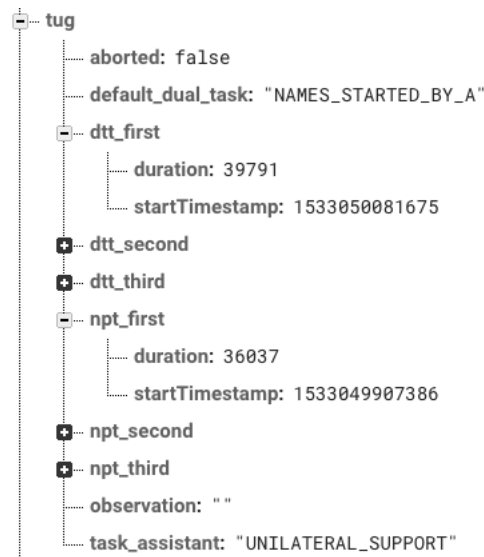 tug
aborted: false
default_dual_task: "NAMES_STARTED_BY_A"
dtt_first
duration: 39791
startTimestamp: 1533050081675
dtt_second
dtt_third
npt_first
duration: 36037
startTimestamp: 1533049907386
npt_second
npt_third
observation: ""
task_assistant: "UNILATERAL_SUPPORT"